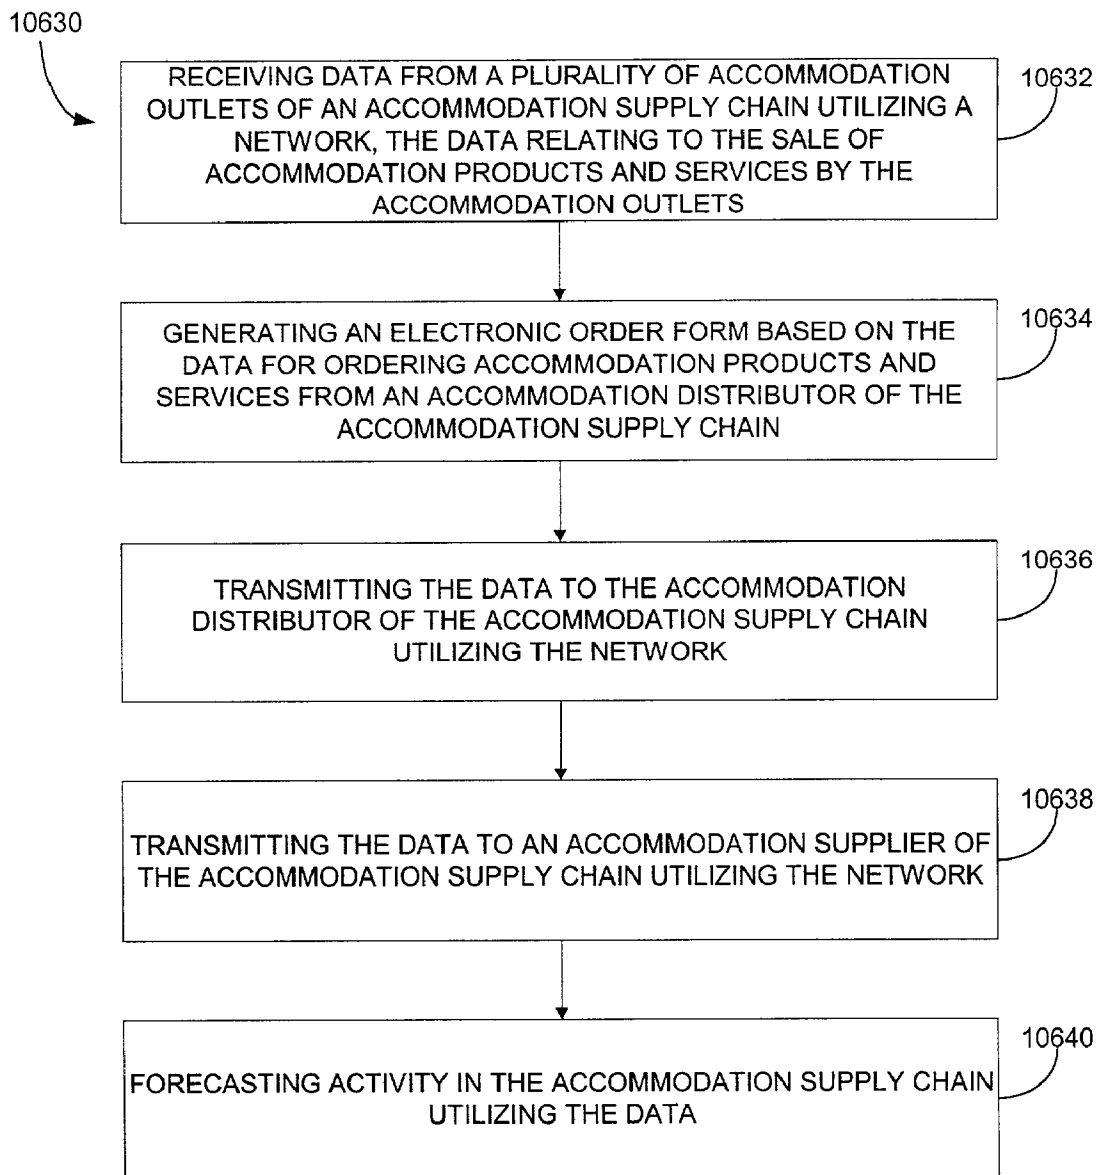 10630
RECEIVING DATA FROM A PLURALITY OF ACCOMMODATION
OUTLETS OF AN ACCOMMODATION SUPPLY CHAIN UTILIZING A
NETWORK, THE DATA RELATING TO THE SALE OF
ACCOMMODATION PRODUCTS AND SERVICES BY THE
ACCOMMODATION OUTLETS
10632
GENERATING AN ELECTRONIC ORDER FORM BASED ON THE
DATA FOR ORDERING ACCOMMODATION PRODUCTS AND
SERVICES FROM AN ACCOMMODATION DISTRIBUTOR OF THE
ACCOMMODATION SUPPLY CHAIN
10634
TRANSMITTING THE DATA TO THE ACCOMMODATION
DISTRIBUTOR OF THE ACCOMMODATION SUPPLY CHAIN
UTILIZING THE NETWORK
10636
TRANSMITTING THE DATA TO AN ACCOMMODATION SUPPLIER OF
THE ACCOMMODATION SUPPLY CHAIN UTILIZING THE NETWORK
10638
FORECASTING ACTIVITY IN THE ACCOMMODATION SUPPLY CHAIN
UTILIZING THE DATA
10640